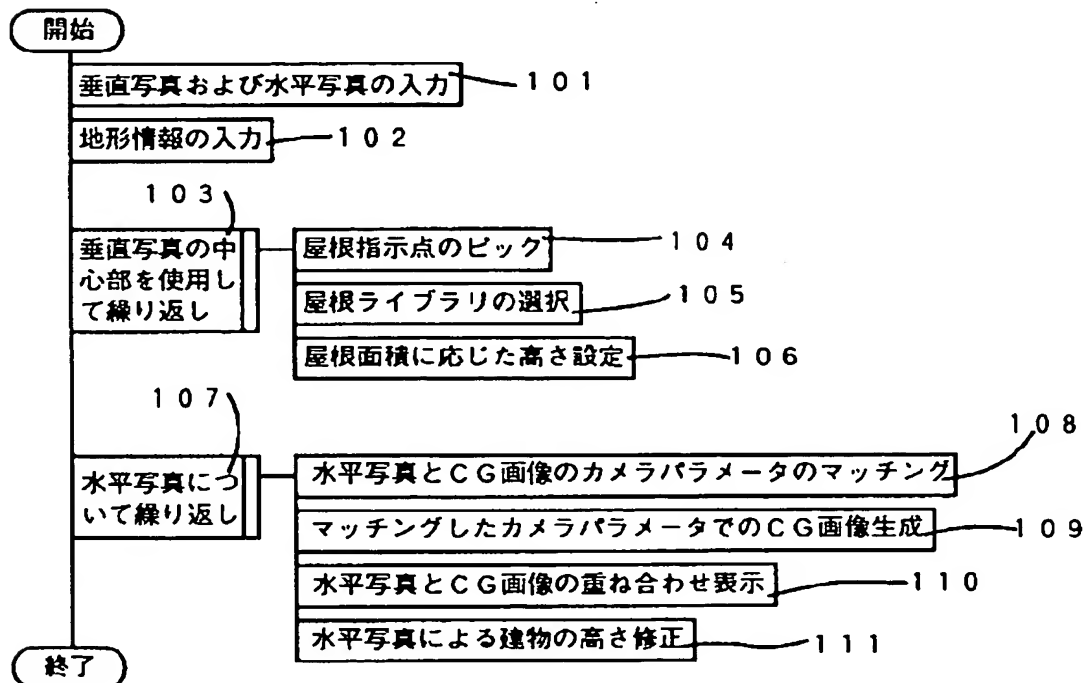 開始
垂直写真および水平写真の入力 101
地形情報の入力 102
103
垂直写真の中
心部を使用し
て繰り返し
屋根指示点のピック 104
屋根ライブラリの選択 105
屋根面積に応じた高さ設定 106
107
水平写真につ
いて繰り返し
108
水平写真とCG画像のカメラパラメータのマッチング
マッチングしたカメラパラメータでのCG画像生成 109
水平写真とCG画像の重ね合わせ表示 110
水平写真による建物の高さ修正 111
終了